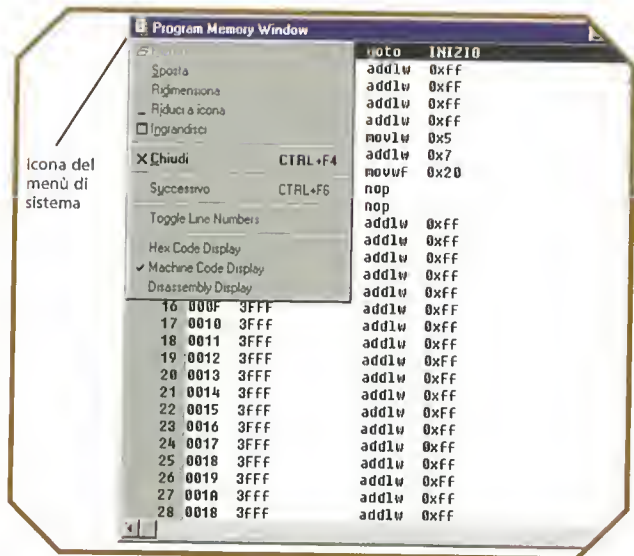 Program Memory Window
Sposta
Ridimensiona
Riduci a icona
Ingrandisci
Chiudi CTRL+F4
Successivo CTRL+F6
Toggle Line Numbers
Hex Code Display
✓ Machine Code Display
Disassembly Display
Icona del
menù di
sistema
goto INIZIO
addlw 0xff
addlw 0xff
addlw 0xff
addlw 0xff
movlw 0x5
addlw 0x7
movwf 0x20
nop
nop
addlw 0xff
addlw 0xff
addlw 0xff
addlw 0xff
addlw 0xff
16 000F 3FFF addlw 0xff
17 0010 3FFF addlw 0xff
18 0011 3FFF addlw 0xff
19 0012 3FFF addlw 0xff
20 0013 3FFF addlw 0xff
21 0014 3FFF addlw 0xff
22 0015 3FFF addlw 0xff
23 0016 3FFF addlw 0xff
24 0017 3FFF addlw 0xff
25 0018 3FFF addlw 0xff
26 0019 3FFF addlw 0xff
27 001A 3FFF addlw 0xff
28 001B 3FFF addlw 0xff